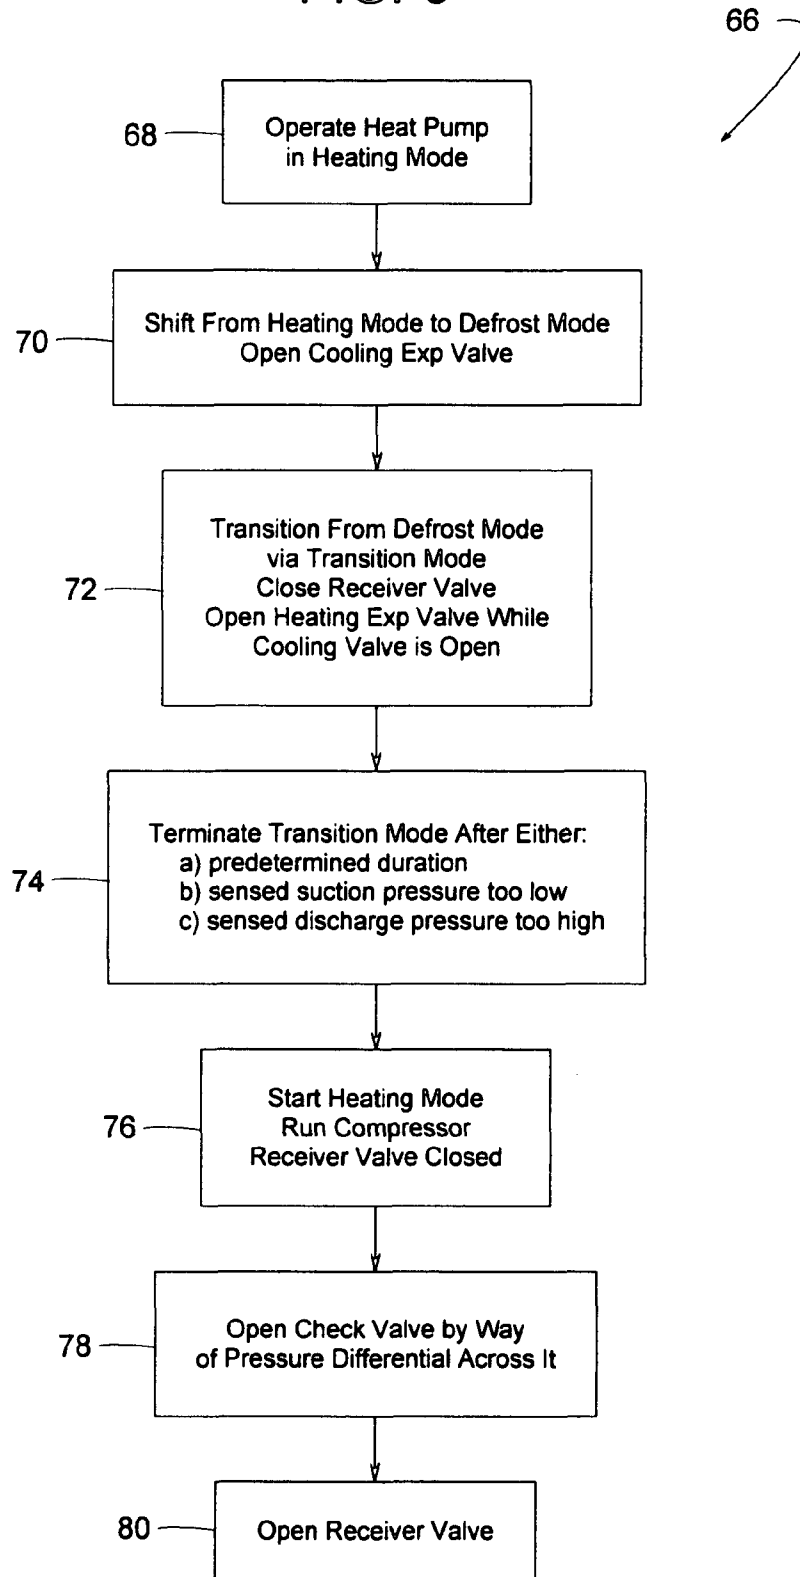 66
68
Operate Heat Pump
in Heating Mode
70
Shift From Heating Mode to Defrost Mode
Open Cooling Exp Valve
72
Transition From Defrost Mode
via Transition Mode
Close Receiver Valve
Open Heating Exp Valve While
Cooling Valve is Open
74
Terminate Transition Mode After Either:
a) predetermined duration
b) sensed suction pressure too low
c) sensed discharge pressure too high
76
Start Heating Mode
Run Compressor
Receiver Valve Closed
78
Open Check Valve by Way
of Pressure Differential Across It
80
Open Receiver Valve